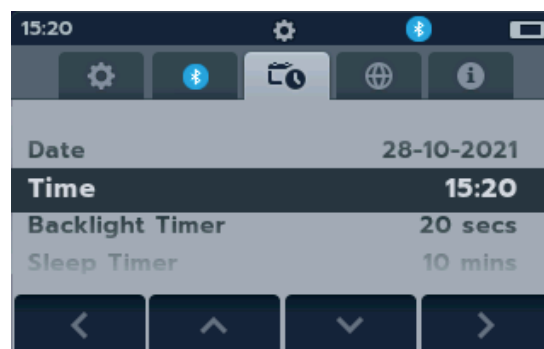 15:20
Date 28-10-2021
Time 15:20
Backlight Timer 20 secs
Sleep Timer 10 mins